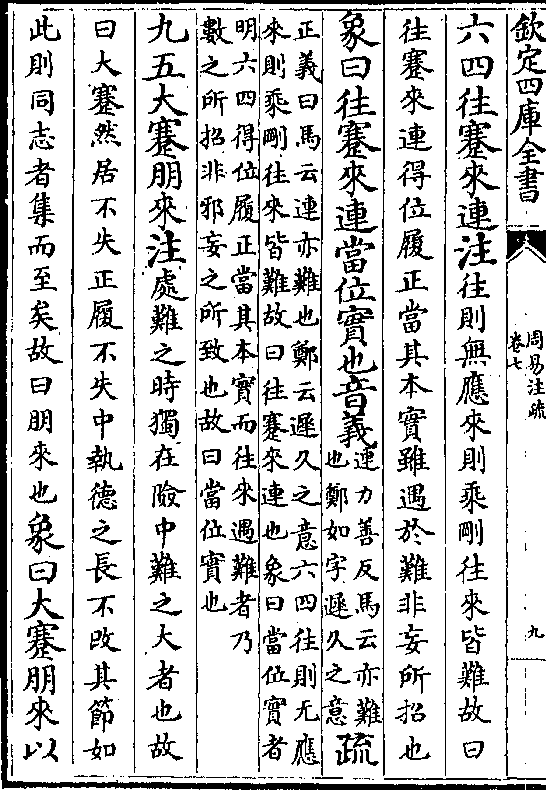 欽定四庫全書
周易注疏
卷七
九
六四往蹇來連注往則無應來則乘剛往來皆難故曰
往蹇來連得位履正當其本實雖遇於難非妄所招也
象曰往蹇來連當位實也音義連力善反馬云亦難
也鄭如字遲久之意疏
正義曰馬云連亦難也鄭云遲久之意六四往則无應
來則乘剛往來皆難故曰往蹇來連也象曰當位實者
明六四得位履正當其本實而往來遇難者乃
數之所招非邪妄之所致也故曰當位實也
九五大蹇朋來注處難之時獨在險中難之大者也故
曰大蹇然居不失正履不失中執德之長不改其節如
此則同志者集而至矣故曰朋來也象曰大蹇朋來以